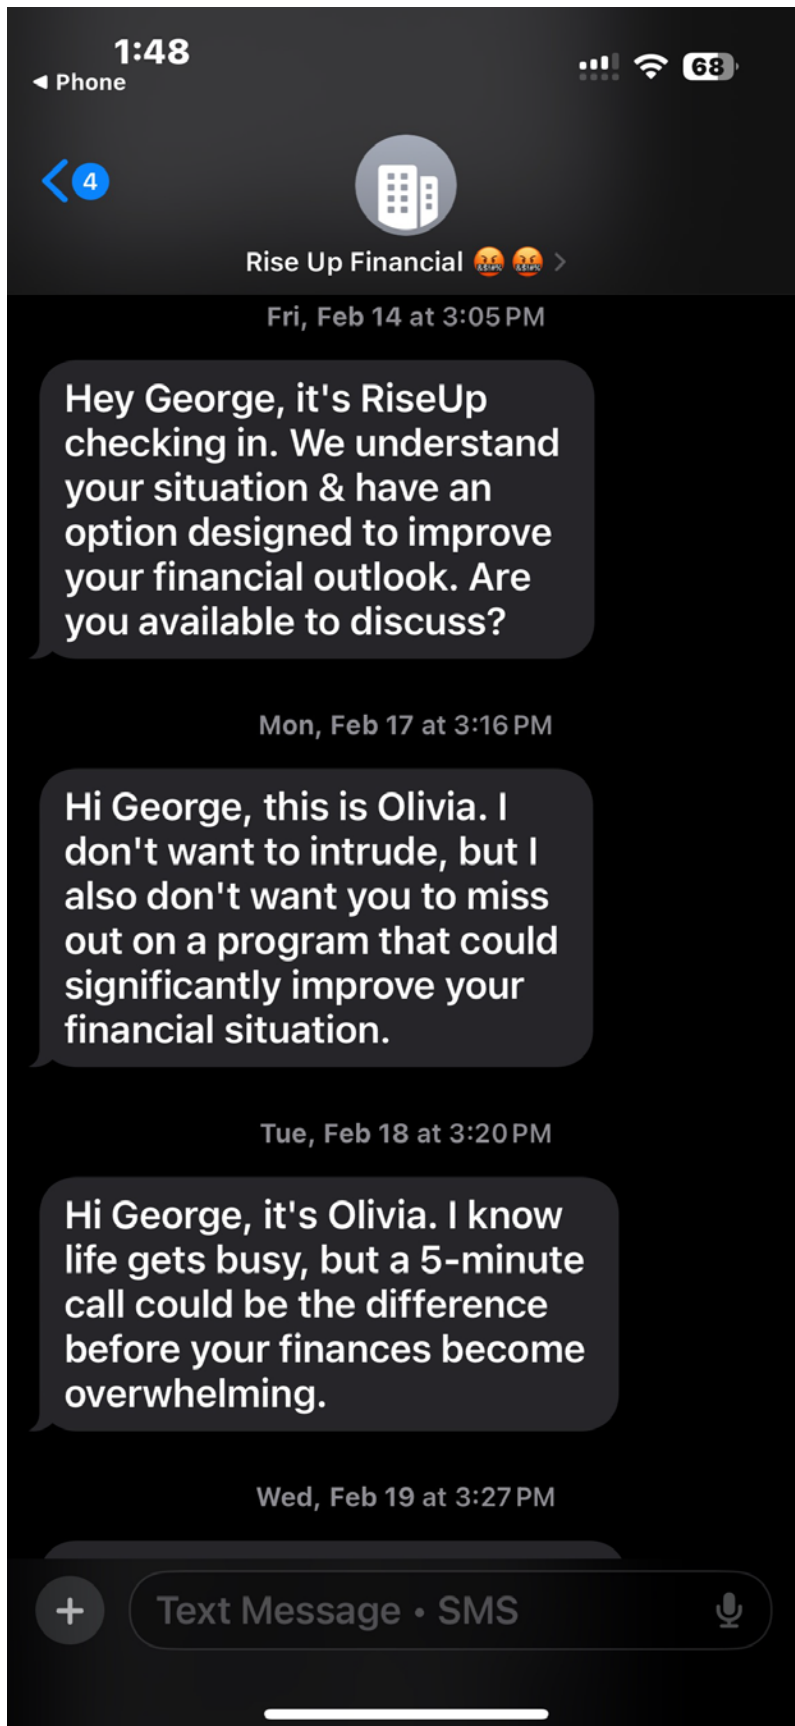 1:48
◀ Phone
68
4
Rise Up Financial 🤬 🤬 >
Fri, Feb 14 at 3:05 PM
Hey George, it's RiseUp
checking in. We understand
your situation & have an
option designed to improve
your financial outlook. Are
you available to discuss?
Mon, Feb 17 at 3:16 PM
Hi George, this is Olivia. I
don't want to intrude, but I
also don't want you to miss
out on a program that could
significantly improve your
financial situation.
Tue, Feb 18 at 3:20 PM
Hi George, it's Olivia. I know
life gets busy, but a 5-minute
call could be the difference
before your finances become
overwhelming.
Wed, Feb 19 at 3:27 PM
Text Message • SMS